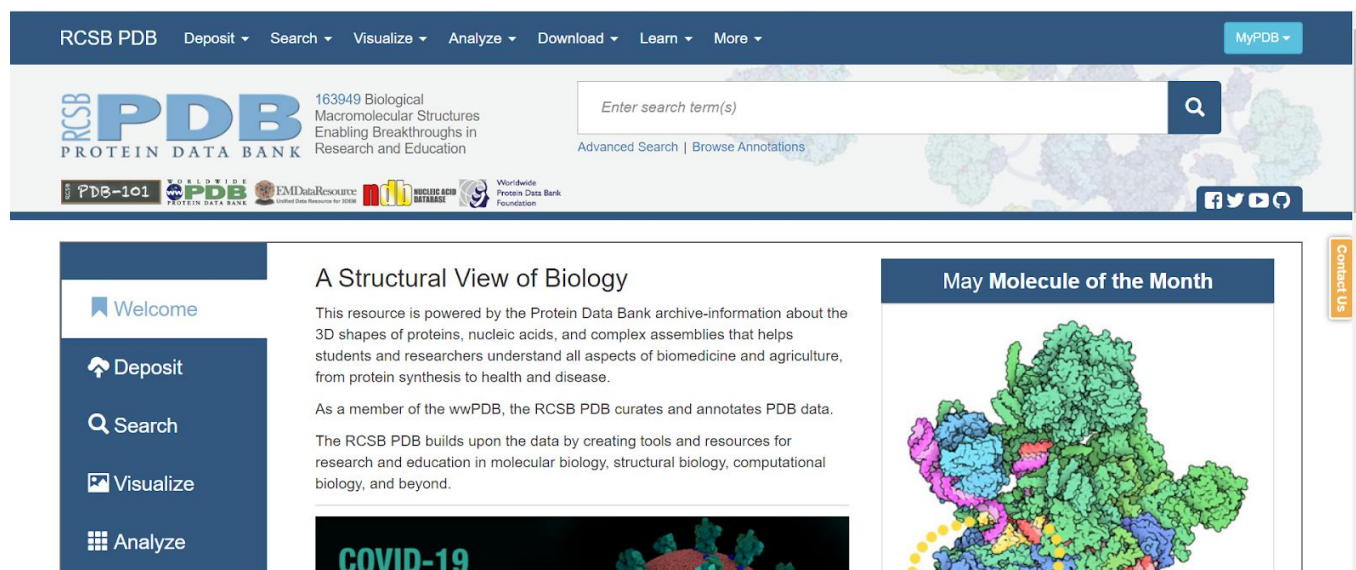 RCSB PDB Deposit Search Visualize Analyze Download Learn More MyPDB
RCSB
PDB
PROTEIN DATA BANK
163949 Biological
Macromolecular Structures
Enabling Breakthroughs in
Research and Education
Enter search term(s)
Advanced Search | Browse Annotations
RCSB PDB-101
WORLDWIDE
PDB
PROTEIN DATA BANK
EMDataResource
Unified Data Resource for 3DEM
ndb
NUCLEIC ACID
DATABASE
Worldwide
Protein Data Bank
Foundation
Contact Us
Welcome
Deposit
Search
Visualize
Analyze
A Structural View of Biology
This resource is powered by the Protein Data Bank archive-information about the
3D shapes of proteins, nucleic acids, and complex assemblies that helps
students and researchers understand all aspects of biomedicine and agriculture,
from protein synthesis to health and disease.
As a member of the wwPDB, the RCSB PDB curates and annotates PDB data.
The RCSB PDB builds upon the data by creating tools and resources for
research and education in molecular biology, structural biology, computational
biology, and beyond.
COVID-19
May Molecule of the Month